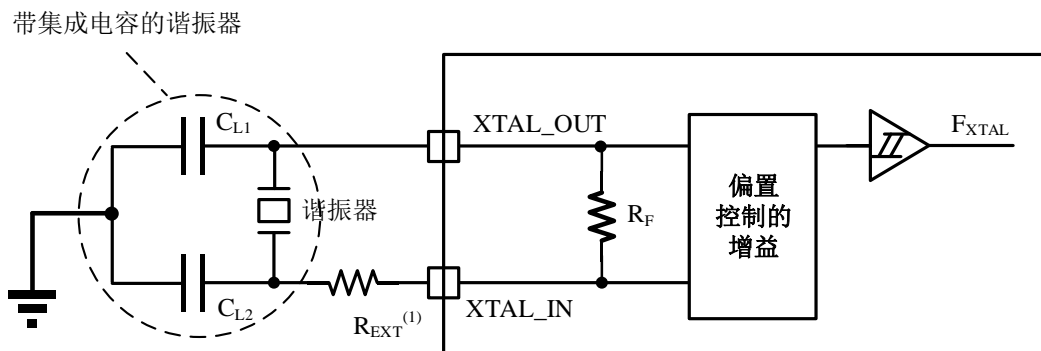 带集成电容的谐振器
C_L1
XTAL_OUT
F_XTAL
谐振器
R_F
偏置
控制的
增益
C_L2
R_EXT^(1)
XTAL_IN